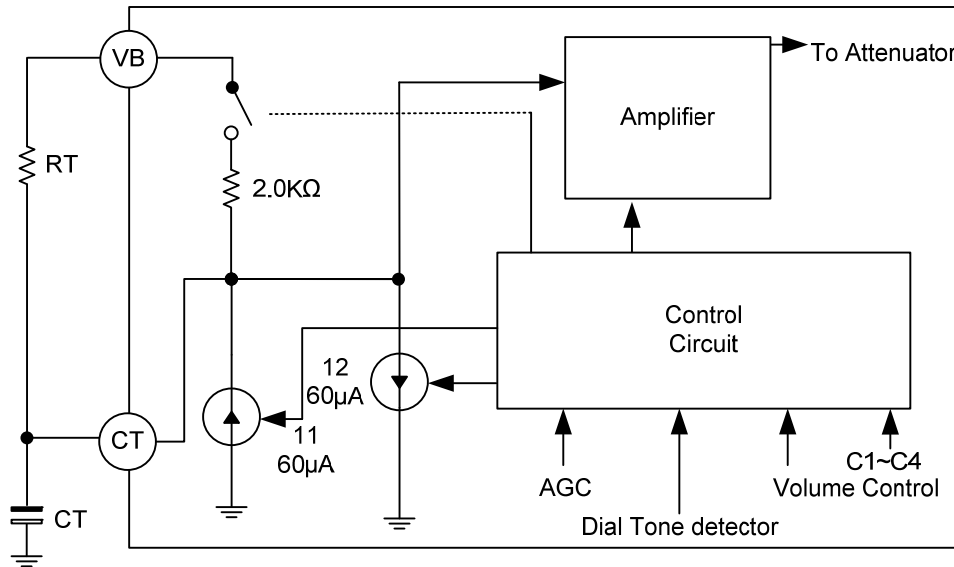 VB
To Attenuator
Amplifier
RT
2.0KΩ
Control
Circuit
12
60µA
11
60µA
CT
CT
AGC
C1~C4
Volume Control
Dial Tone detector